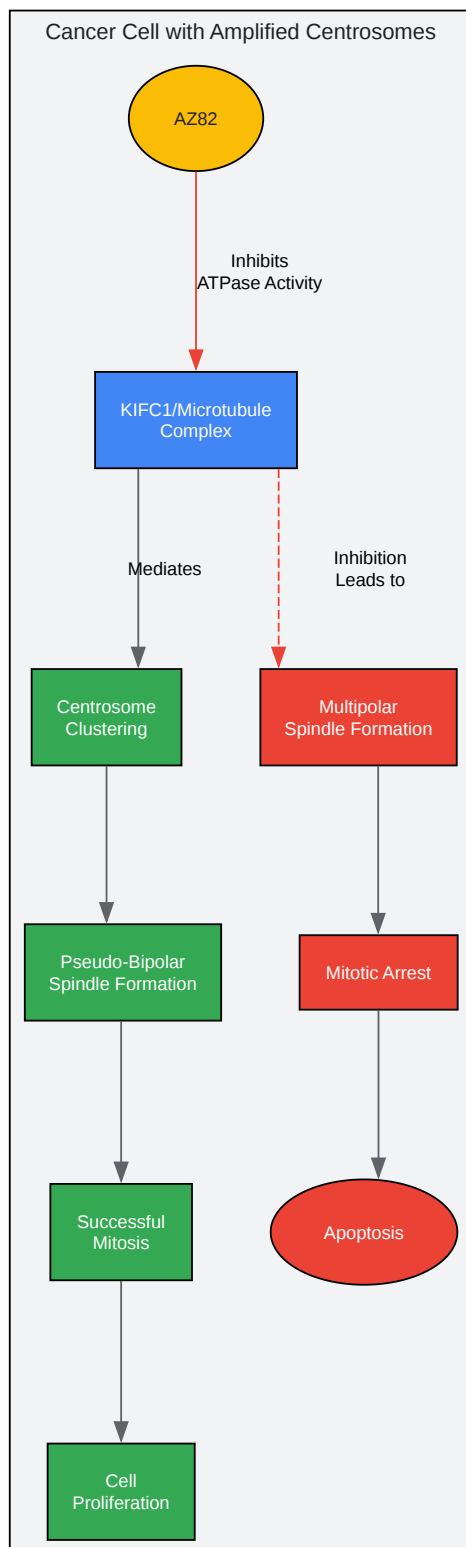 Cancer Cell with Amplified Centrosomes
AZ82
Inhibits
ATPase Activity
KIFC1/Microtubule
Complex
Mediates
Inhibition
Leads to
Centrosome
Clustering
Multipolar
Spindle Formation
Pseudo-Bipolar
Spindle Formation
Mitotic Arrest
Successful
Mitosis
Apoptosis
Cell
Proliferation